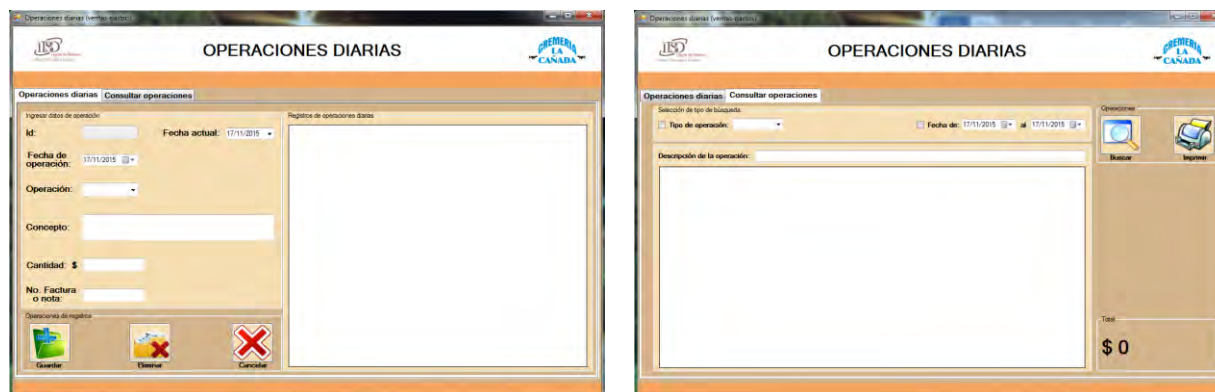 Operaciones diarias (ventas-gastos)
OPERACIONES DIARIAS
CREMERIA
LA
CAÑADA
Operaciones diarias Consultar operaciones
Ingresar datos de operación
Id:
Fecha actual: 17/11/2015
Fecha de
operación: 17/11/2015
Operación:
Concepto:
Cantidad: $
No. Factura
o nota:
Operaciones de registros
Guardar Eliminar Cancelar
Registros de operaciones diarias
Operaciones diarias (ventas-gastos)
OPERACIONES DIARIAS
CREMERIA
LA
CAÑADA
Operaciones diarias Consultar operaciones
Selección de tipo de búsqueda
Tipo de operación: Fecha de: 17/11/2015 al 17/11/2015
Descripción de la operación:
Operaciones
Buscar Imprimir
Total
$ 0